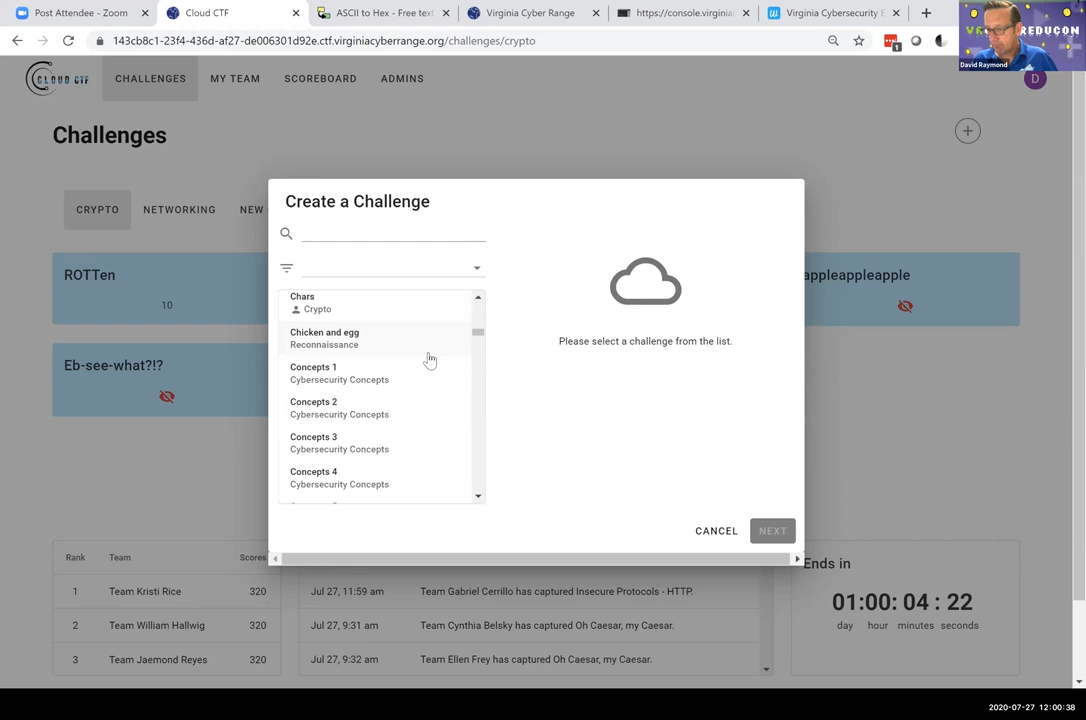 Post Attendee - Zoom
Cloud CTF
ASCII to Hex - Free text
Virginia Cyber Range
https://console.virginia
Virginia Cybersecurity E
143cb8c1-23f4-436d-af27-de006301d92e.ctf.virginiacyberrange.org/challenges/crypto
1
David Raymond
CLOUD CTF
CHALLENGES
MY TEAM
SCOREBOARD
ADMINS
D
Challenges
CRYPTO
NETWORKING
NEW
ROTTen
10
appleappleapple
Eb-see-what?!?
Create a Challenge
Chars
Crypto
Chicken and egg
Reconnaissance
Concepts 1
Cybersecurity Concepts
Concepts 2
Cybersecurity Concepts
Concepts 3
Cybersecurity Concepts
Concepts 4
Cybersecurity Concepts
Please select a challenge from the list.
CANCEL
NEXT
Rank Team Scores
1 Team Kristi Rice 320
2 Team William Hallwig 320
3 Team Jaemond Reyes 320
Jul 27, 11:59 am Team Gabriel Cerrillo has captured Insecure Protocols - HTTP.
Jul 27, 9:31 am Team Cynthia Belsky has captured Oh Caesar, my Caesar.
Jul 27, 9:32 am Team Ellen Frey has captured Oh Caesar, my Caesar.
Ends in
01:00: 04 : 22
day hour minutes seconds
2020-07-27 12:00:38